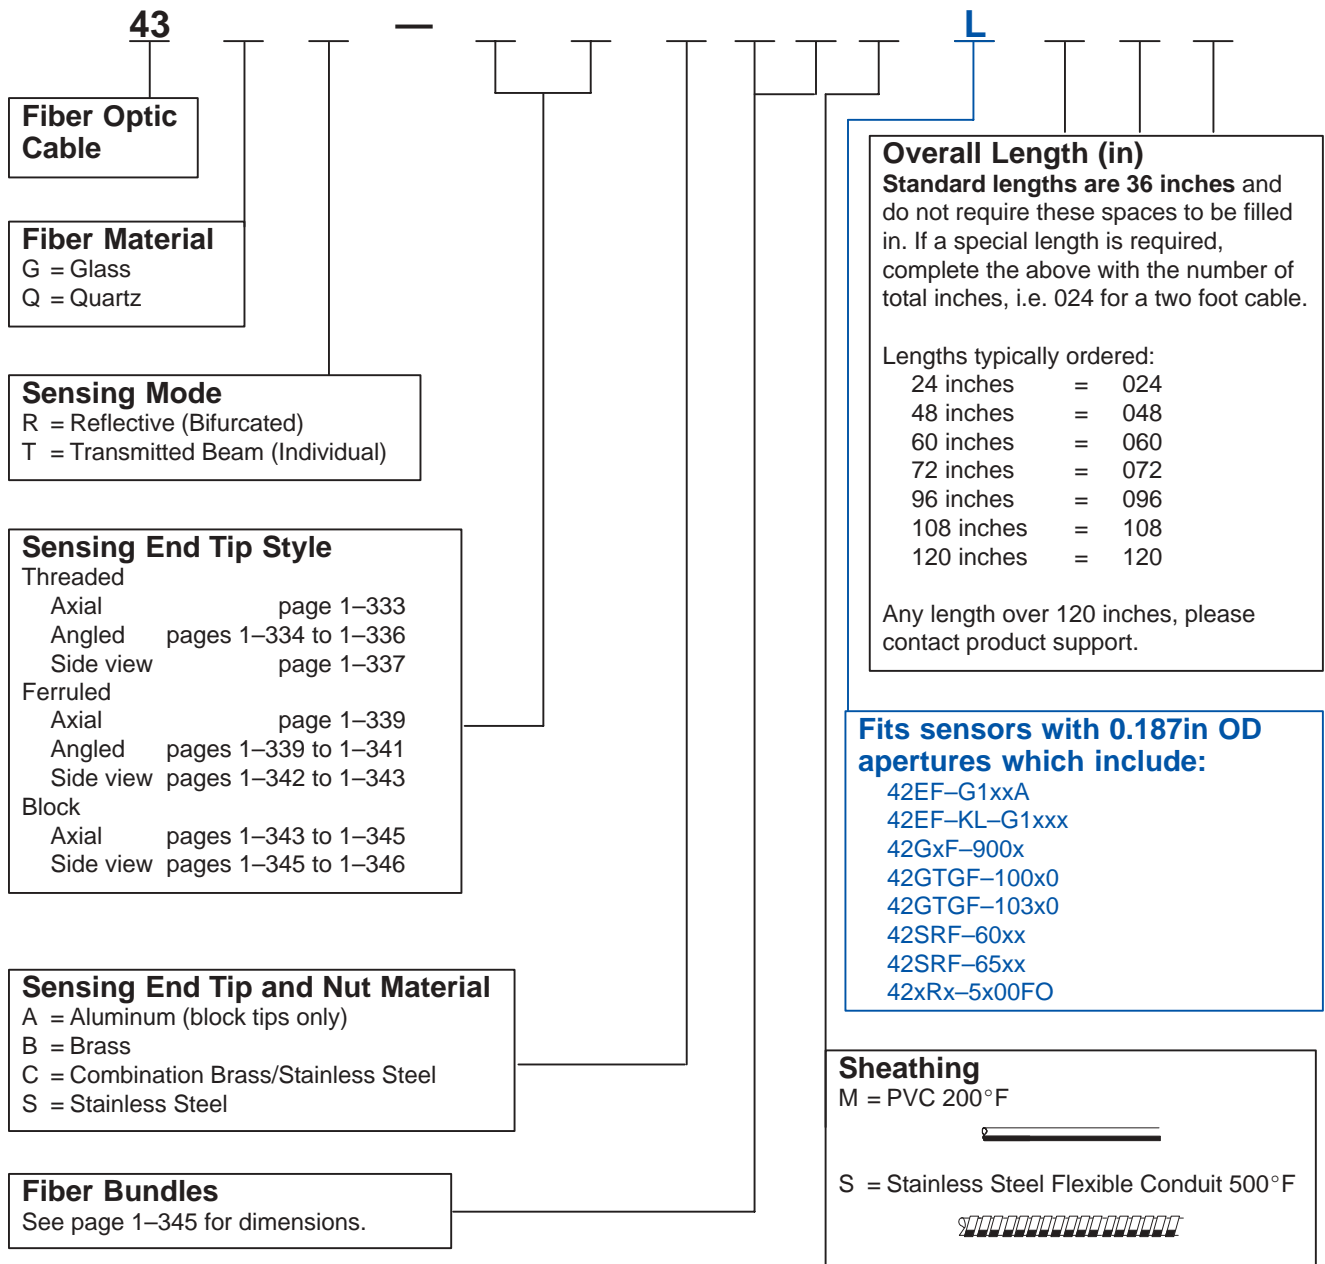 43 — L
Fiber Optic
Cable
Fiber Material
G = Glass
Q = Quartz
Sensing Mode
R = Reflective (Bifurcated)
T = Transmitted Beam (Individual)
Sensing End Tip Style
Threaded
Axial page 1–333
Angled pages 1–334 to 1–336
Side view page 1–337
Ferruled
Axial page 1–339
Angled pages 1–339 to 1–341
Side view pages 1–342 to 1–343
Block
Axial pages 1–343 to 1–345
Side view pages 1–345 to 1–346
Sensing End Tip and Nut Material
A = Aluminum (block tips only)
B = Brass
C = Combination Brass/Stainless Steel
S = Stainless Steel
Fiber Bundles
See page 1–345 for dimensions.
Overall Length (in)
Standard lengths are 36 inches and
do not require these spaces to be filled
in. If a special length is required,
complete the above with the number of
total inches, i.e. 024 for a two foot cable.
Lengths typically ordered:
24 inches = 024
48 inches = 048
60 inches = 060
72 inches = 072
96 inches = 096
108 inches = 108
120 inches = 120
Any length over 120 inches, please
contact product support.
Fits sensors with 0.187in OD
apertures which include:
42EF–G1xxA
42EF–KL–G1xxx
42GxF–900x
42GTGF–100x0
42GTGF–103x0
42SRF–60xx
42SRF–65xx
42xRx–5x00FO
Sheathing
M = PVC 200°F
S = Stainless Steel Flexible Conduit 500°F